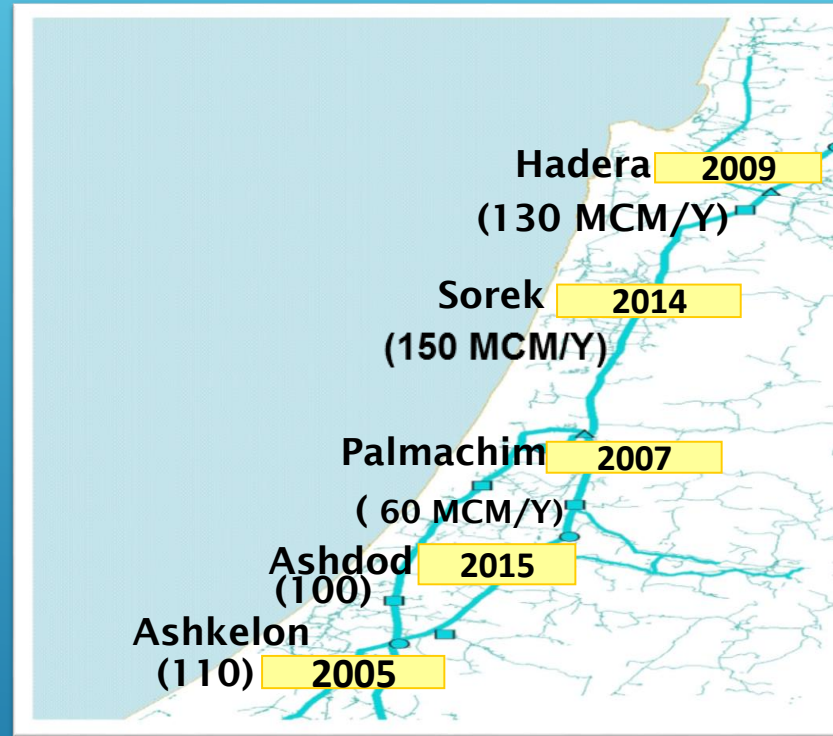 Hadera 2009
(130 MCM/Y)
Sorek 2014
(150 MCM/Y)
Palmachim 2007
( 60 MCM/Y)
Ashdod 2015
(100)
Ashkelon
(110) 2005